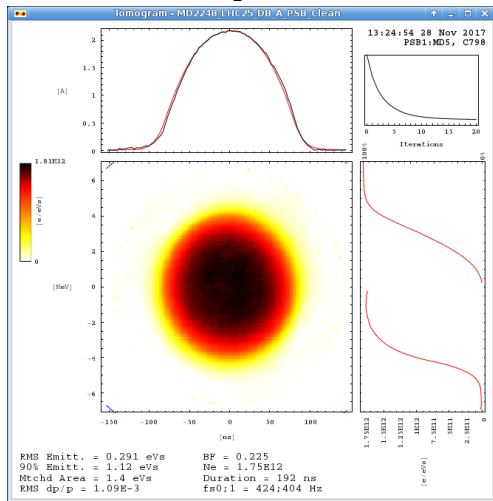 Tomogram - MD2248_LHC25_DB_A_PSB_Clean
13:24:54 28 Nov 2017
PSB1:MD5, C798
2
1.5
1
0.5
0
[A]
0 5 10 15 20
Iterations
1.81E12
[e/eVs]
0
6
4
2
0
-2
-4
-6
[MeV]
-150 -100 -50 0 50 100
[ns]
100%
0%
1.75E12
1.5E12
1.25E12
1E12
7.5E11
5E11
2.5E11
0
[e/eVs]
RMS Emitt. = 0.291 eVs BF = 0.225
90% Emitt. = 1.12 eVs Ne = 1.75E12
Mtchd Area = 1.4 eVs Duration = 192 ns
RMS dp/p = 1.09E-3 fs0;1 = 424;404 Hz